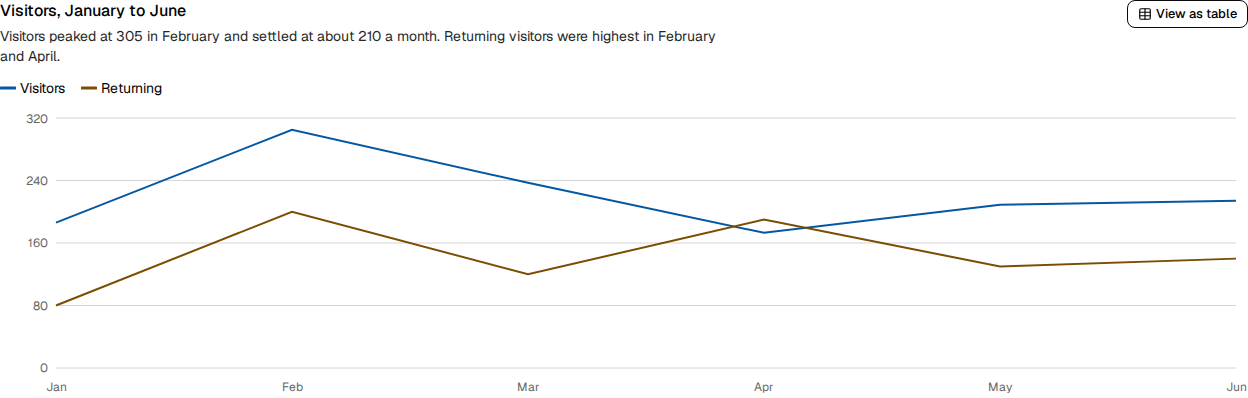 Visitors, January to June
View as table
Visitors peaked at 305 in February and settled at about 210 a month. Returning visitors were highest in February
and April.
Visitors Returning
320
240
160
80
0
Jan Feb Mar Apr May Jun